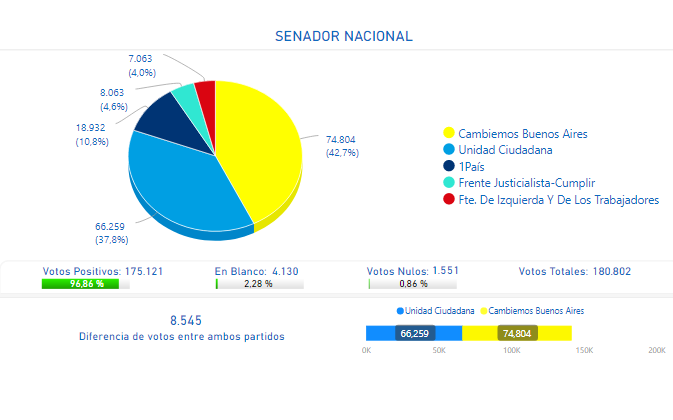 SENADOR NACIONAL
7.063
(4,0%)
8.063
(4,6%)
18.932
(10,8%)
74.804
(42,7%)
66.259
(37,8%)
Cambiemos Buenos Aires
Unidad Ciudadana
1País
Frente Justicialista-Cumplir
Fte. De Izquierda Y De Los Trabajadores
Votos Positivos: 175.121
96,86 %
En Blanco: 4.130
2,28 %
Votos Nulos: 1.551
0,86 %
Votos Totales: 180.802
8.545
Diferencia de votos entre ambos partidos
Unidad Ciudadana Cambiemos Buenos Aires
66,259 74,804
0K 50K 100K 150K 200K